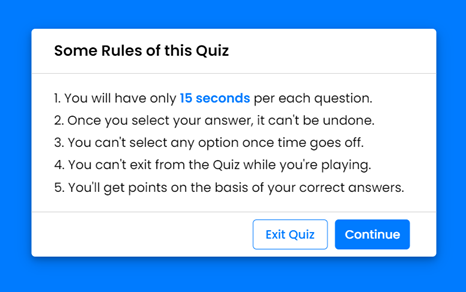 Some Rules of this Quiz
1. You will have only 15 seconds per each question.
2. Once you select your answer, it can't be undone.
3. You can't select any option once time goes off.
4. You can't exit from the Quiz while you're playing.
5. You'll get points on the basis of your correct answers.
Exit Quiz Continue